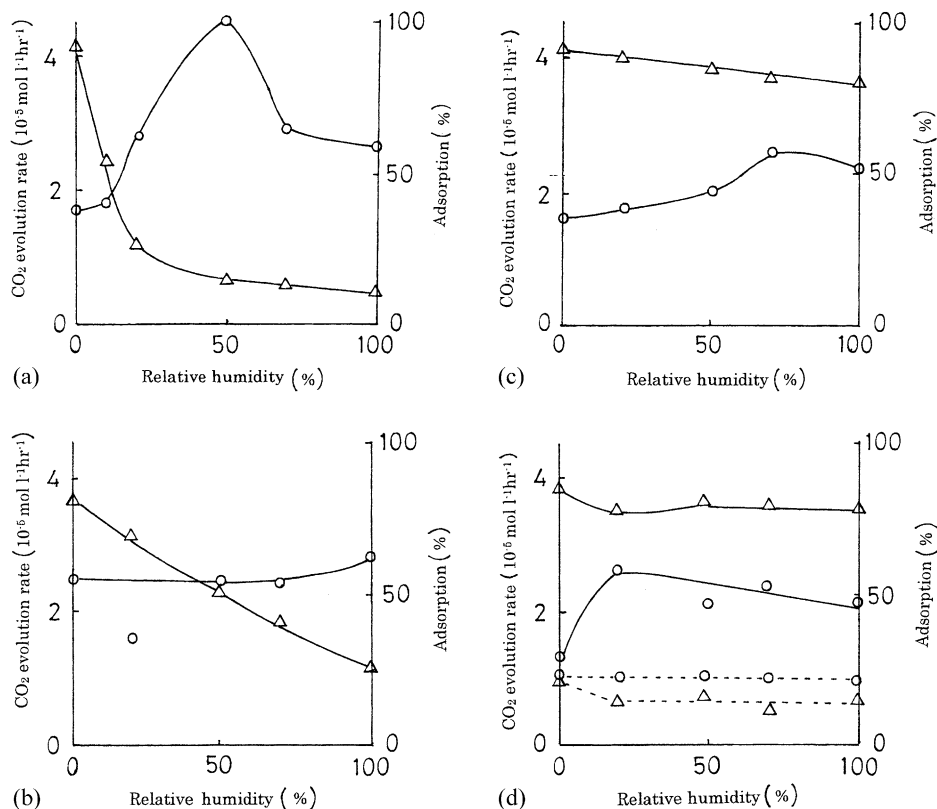 CO₂ evolution rate (10⁻⁵ mol l⁻¹hr⁻¹)
4
2
0
100
50
0
Adsorption (%)
0 50 100
(a) Relative humidity (%)
CO₂ evolution rate (10⁻⁵ mol l⁻¹hr⁻¹)
4
2
0
100
50
0
Adsorption (%)
0 50 100
(c) Relative humidity (%)
CO₂ evolution rate (10⁻⁵ mol l⁻¹hr⁻¹)
4
2
0
100
50
0
Adsorption (%)
0 50 100
(b) Relative humidity (%)
CO₂ evolution rate (10⁻⁵ mol l⁻¹hr⁻¹)
4
2
0
100
50
0
Adsorption (%)
0 50 100
(d) Relative humidity (%)